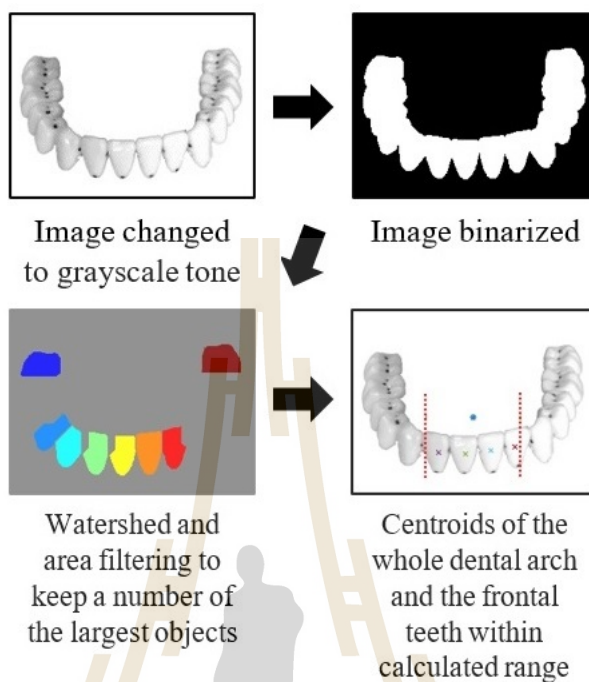 Image changed
to grayscale tone
Image binarized
Watershed and
area filtering to
keep a number of
the largest objects
Centroids of the
whole dental arch
and the frontal
teeth within
calculated range